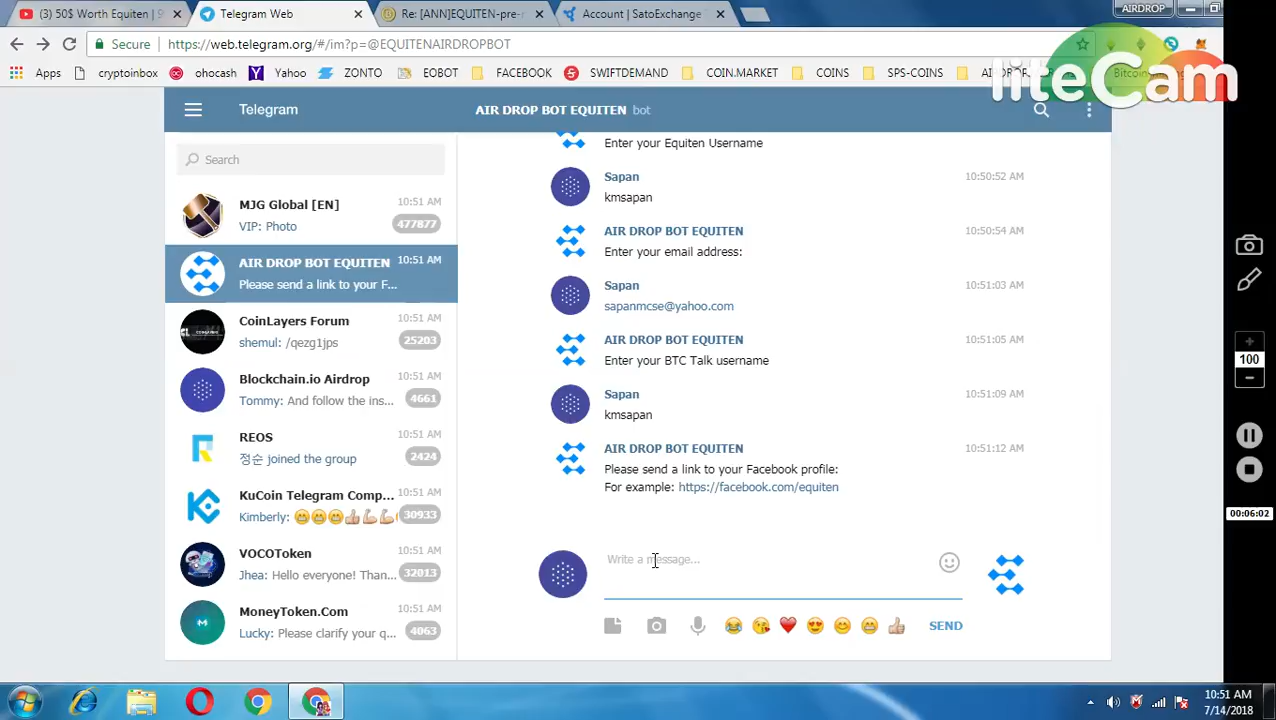 (3) 50$ Worth Equiten | 9
Telegram Web
Re: [ANN]EQUITEN-pre-
Account | SatoExchange
AIRDROP
Secure
https://web.telegram.org/#/im?p=@EQUITENAIRDROPBOT
Apps
cryptoinbox
ohocash
Yahoo
ZONTO
EOBOT
FACEBOOK
SWIFTDEMAND
COIN.MARKET
COINS
SPS-COINS
liteCam
Telegram
AIR DROP BOT EQUITEN bot
Search
MJG Global [EN]
10:51 AM
VIP: Photo
477877
AIR DROP BOT EQUITEN
10:51 AM
Please send a link to your F...
CoinLayers Forum
10:51 AM
shemul: /qezg1jps
25203
Blockchain.io Airdrop
10:51 AM
Tommy: And follow the ins...
4661
REOS
10:51 AM
정순 joined the group
2424
KuCoin Telegram Comp...
10:51 AM
Kimberly:
30933
VOCOToken
10:51 AM
Jhea: Hello everyone! Than...
32013
MoneyToken.Com
10:51 AM
Lucky: Please clarify your q...
4063
Enter your Equiten Username
Sapan
10:50:52 AM
kmsapan
AIR DROP BOT EQUITEN
10:50:54 AM
Enter your email address:
Sapan
10:51:03 AM
sapanmcse@yahoo.com
AIR DROP BOT EQUITEN
10:51:05 AM
Enter your BTC Talk username
Sapan
10:51:09 AM
kmsapan
AIR DROP BOT EQUITEN
10:51:12 AM
Please send a link to your Facebook profile:
For example: https://facebook.com/equiten
Write a message...
SEND
100
00:06:02
10:51 AM
7/14/2018